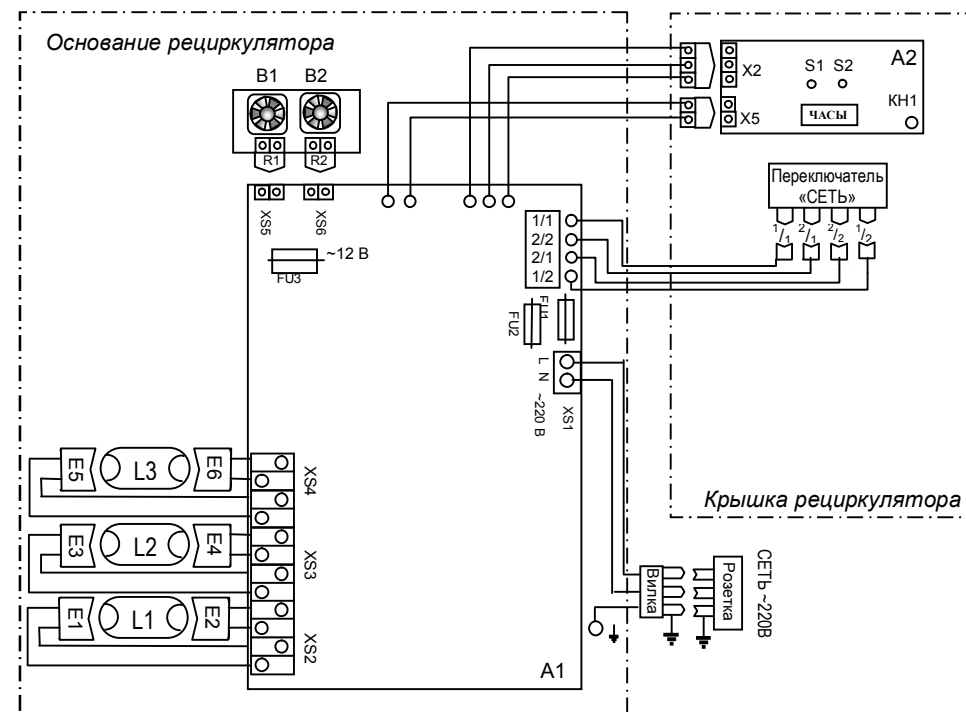 Основание рециркулятора
B1 B2
R1 R2
XS5
XS6
FU3
~12 В
X2
X5
S1 S2
A2
КН1
ЧАСЫ
Переключатель
«СЕТЬ»
1/1 2/1 2/2 1/2
1/1
2/2
2/1
1/2
FU1
FU2
L N
~220 В
XS1
E5 L3 E6
XS4
E3 L2 E4
XS3
E1 L1 E2
XS2
A1
Крышка рециркулятора
Вилка
Розетка
СЕТЬ ~220В